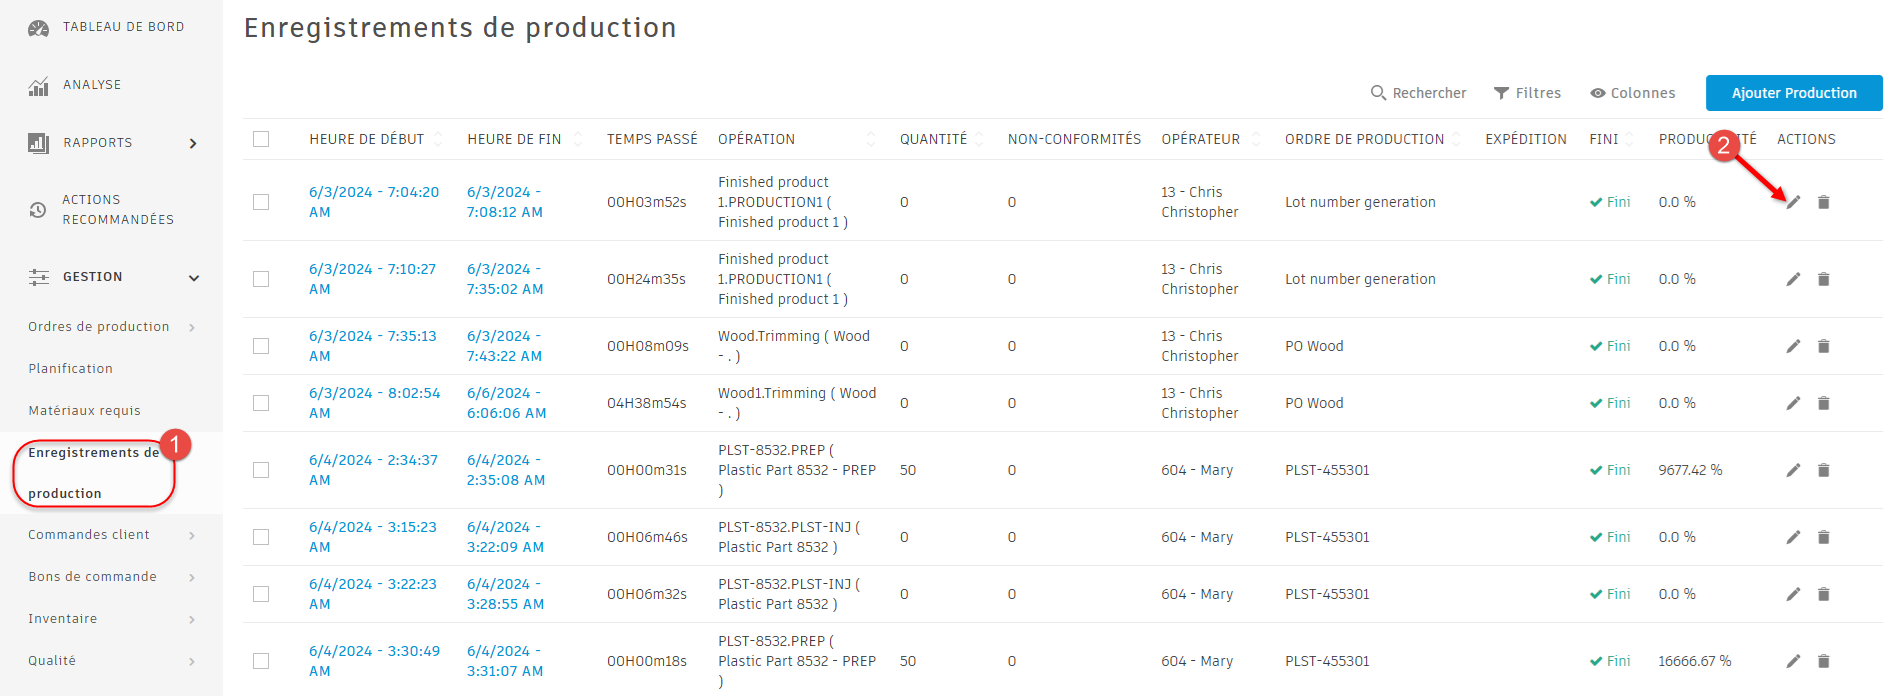 TABLEAU DE BORD
ANALYSE
RAPPORTS
ACTIONS
RECOMMANDÉES
GESTION
Ordres de production
Planification
Matériaux requis
Enregistrements de
production
1
Commandes client
Bons de commande
Inventaire
Qualité
Enregistrements de production
Rechercher Filtres Colonnes Ajouter Production
HEURE DE DÉBUT HEURE DE FIN TEMPS PASSÉ OPÉRATION QUANTITÉ NON-CONFORMITÉS OPÉRATEUR ORDRE DE PRODUCTION EXPÉDITION FINI ACTIONS
2
6/3/2024 - 7:04:20
AM
6/3/2024 -
7:08:12 AM
00H03m52s
Finished product
1.PRODUCTION1 (
Finished product 1 )
0
0
13 - Chris
Christopher
Lot number generation
Fini
0.0 %
6/3/2024 - 7:10:27
AM
6/3/2024 -
7:35:02 AM
00H24m35s
Finished product
1.PRODUCTION1 (
Finished product 1 )
0
0
13 - Chris
Christopher
Lot number generation
Fini
0.0 %
6/3/2024 - 7:35:13
AM
6/3/2024 -
7:43:22 AM
00H08m09s
Wood.Trimming ( Wood
- . )
0
0
13 - Chris
Christopher
PO Wood
Fini
0.0 %
6/3/2024 - 8:02:54
AM
6/6/2024 -
6:06:06 AM
04H38m54s
Wood1.Trimming ( Wood
- . )
0
0
13 - Chris
Christopher
PO Wood
Fini
0.0 %
6/4/2024 - 2:34:37
AM
6/4/2024 -
2:35:08 AM
00H00m31s
PLST-8532.PREP (
Plastic Part 8532 - PREP
)
50
0
604 - Mary
PLST-455301
Fini
9677.42 %
6/4/2024 - 3:15:23
AM
6/4/2024 -
3:22:09 AM
00H06m46s
PLST-8532.PLST-INJ (
Plastic Part 8532 )
0
0
604 - Mary
PLST-455301
Fini
0.0 %
6/4/2024 - 3:22:23
AM
6/4/2024 -
3:28:55 AM
00H06m32s
PLST-8532.PLST-INJ (
Plastic Part 8532 )
0
0
604 - Mary
PLST-455301
Fini
0.0 %
6/4/2024 - 3:30:49
AM
6/4/2024 -
3:31:07 AM
00H00m18s
PLST-8532.PREP (
Plastic Part 8532 - PREP
)
50
0
604 - Mary
PLST-455301
Fini
16666.67 %